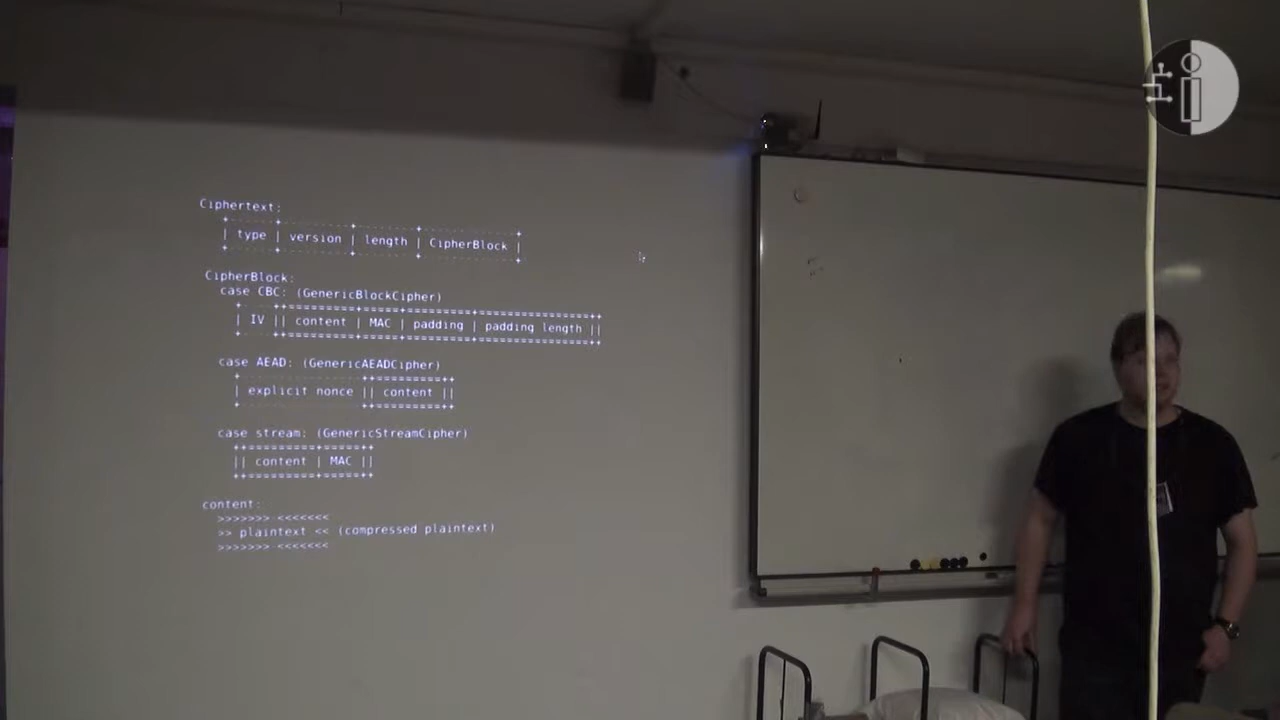 Ciphertext:
| type | version | length | CipherBlock |
CipherBlock:
case CBC: (GenericBlockCipher)
| IV || content | MAC | padding | padding length ||
case AEAD: (GenericAEADCipher)
| explicit nonce || content ||
case stream: (GenericStreamCipher)
|| content | MAC ||
content:
>>>>>>> <<<<<<<
>> plaintext << (compressed plaintext)
>>>>>>> <<<<<<<